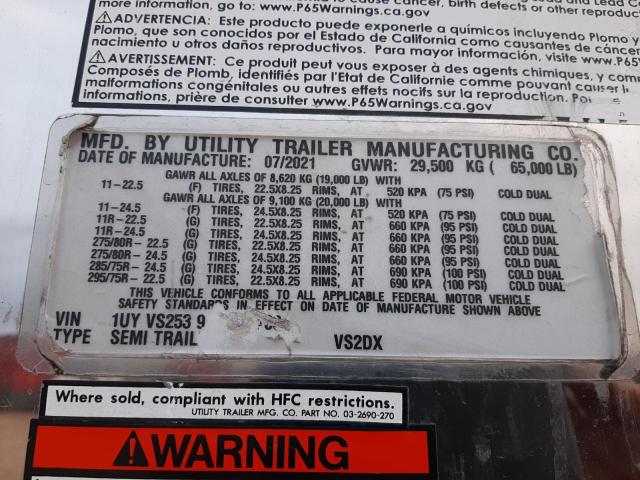 more information, go to: www.P65Warnings.ca.gov
⚠ADVERTENCIA: Este producto puede exponerle a químicos incluyendo Plomo y
Plomo, que son conocidos por el Estado de California como causantes de cáncer
nacimiento u otros daños reproductivos. Para mayor información, visite www.P6
⚠AVERTISSEMENT: Ce produit peut vous exposer à des agents chimiques, y com
Composés de Plomb, identifiés par l'Etat de Californie comme pouvant causer l
malformations congénitales ou autres effets nocifs sur la reproduction. Po
informations, prière de consulter www.P65Warnings.ca.gov
MFD. BY UTILITY TRAILER MANUFACTURING CO.
DATE OF MANUFACTURE: 07/2021 GVWR: 29,500 KG ( 65,000 LB)
GAWR ALL AXLES OF 8,620 KG (19,000 LB) WITH
11-22.5 (F) TIRES, 22.5X8.25 RIMS, AT 520 KPA (75 PSI) COLD DUAL
GAWR ALL AXLES OF 9,100 KG (20,000 LB) WITH
11-24.5 (F) TIRES, 24.5X8.25 RIMS, AT 520 KPA (75 PSI) COLD DUAL
11R-22.5 (G) TIRES, 22.5X8.25 RIMS, AT 660 KPA (95 PSI) COLD DUAL
11R-24.5 (G) TIRES, 24.5X8.25 RIMS, AT 660 KPA (95 PSI) COLD DUAL
275/80R-22.5 (G) TIRES, 22.5X8.25 RIMS, AT 660 KPA (95 PSI) COLD DUAL
275/80R-24.5 (G) TIRES, 24.5X8.25 RIMS, AT 660 KPA (95 PSI) COLD DUAL
285/75R-24.5 (G) TIRES, 24.5X8.25 RIMS, AT 690 KPA (100 PSI) COLD DUAL
295/75R-22.5 (G) TIRES, 22.5X8.25 RIMS, AT 690 KPA (100 PSI) COLD DUAL
THIS VEHICLE CONFORMS TO ALL APPLICABLE FEDERAL MOTOR VEHICLE
SAFETY STANDARDS IN EFFECT ON DATE OF MANUFACTURE SHOWN ABOVE
VIN 1UY VS253 9
TYPE SEMI TRAIL VS2DX
Where sold, compliant with HFC restrictions.
UTILITY TRAILER MFG. CO. PART NO. 03-2690-270
⚠WARNING